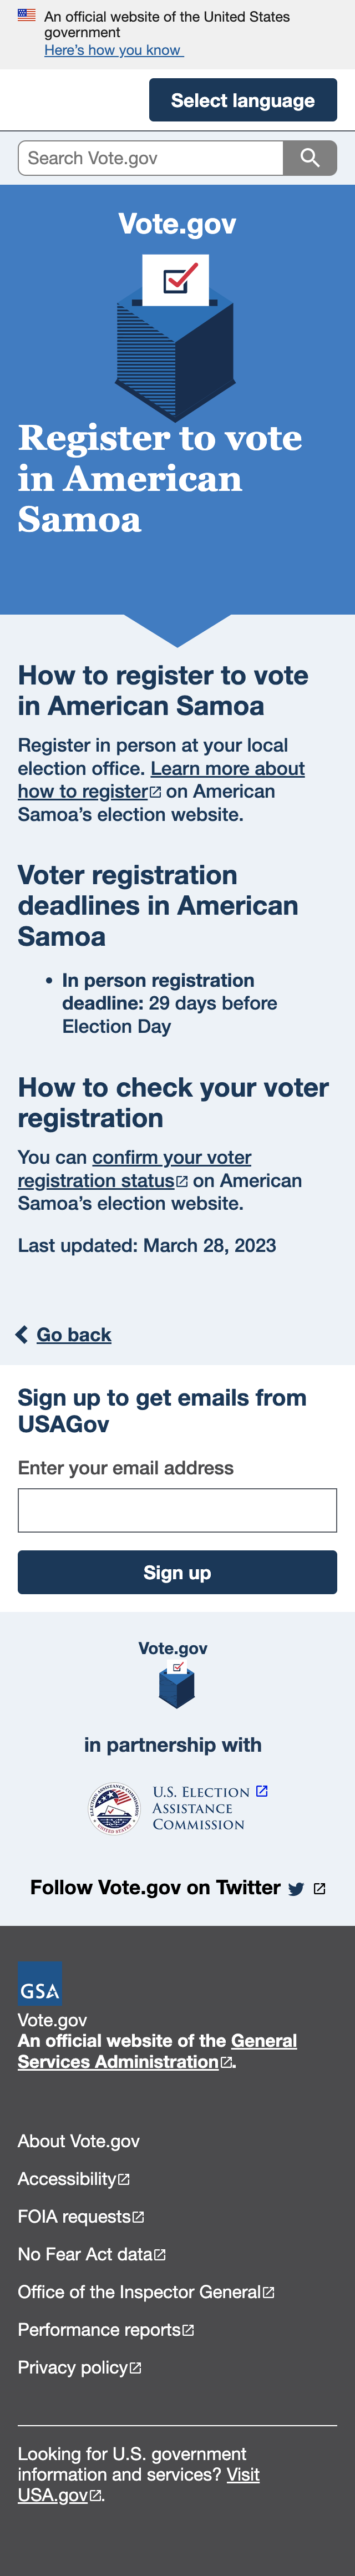 An official website of the United States
government
Here's how you know
Select language
Search Vote.gov
Vote.gov
Register to vote
in American
Samoa
How to register to vote
in American Samoa
Register in person at your local
election office. Learn more about
how to register on American
Samoa's election website.
Voter registration
deadlines in American
Samoa
• In person registration
deadline: 29 days before
Election Day
How to check your voter
registration
You can confirm your voter
registration status on American
Samoa's election website.
Last updated: March 28, 2023
Go back
Sign up to get emails from
USAGov
Enter your email address
Sign up
Vote.gov
in partnership with
U.S. ELECTION
ASSISTANCE
COMMISSION
Follow Vote.gov on Twitter
GSA
Vote.gov
An official website of the General
Services Administration.
About Vote.gov
Accessibility
FOIA requests
No Fear Act data
Office of the Inspector General
Performance reports
Privacy policy
Looking for U.S. government
information and services? Visit
USA.gov.